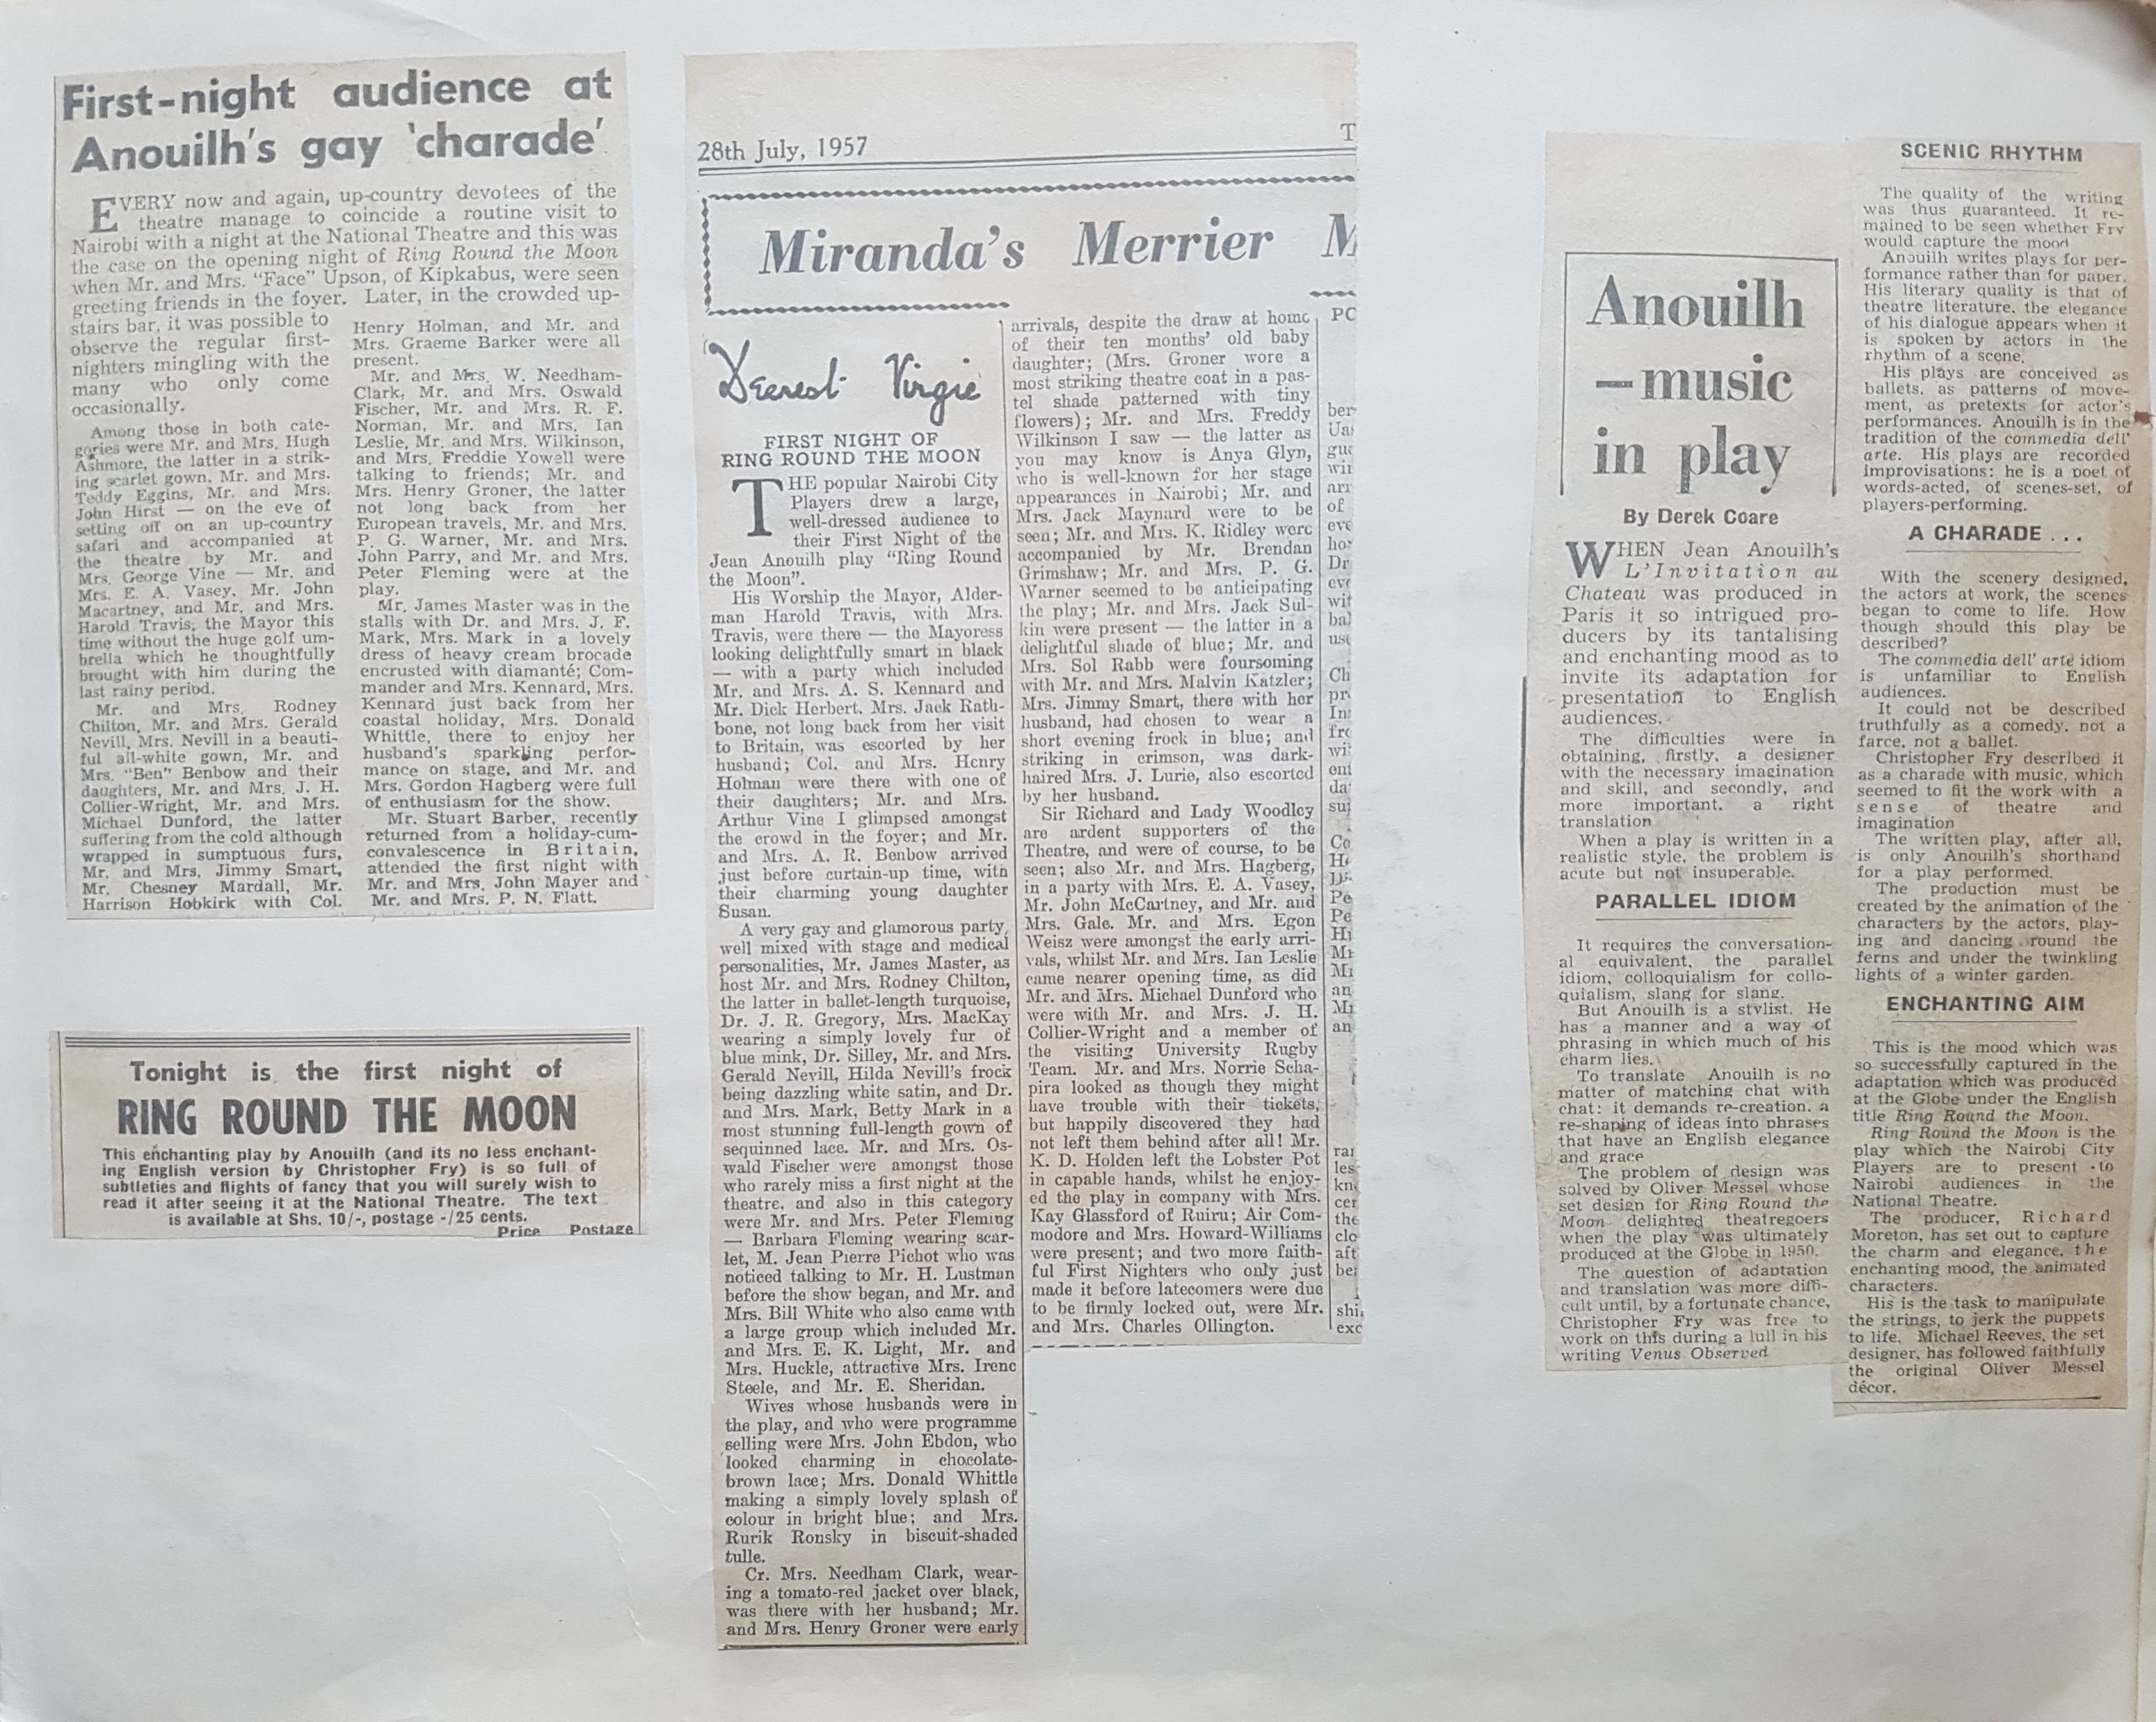 First-night audience at
Anouilh's gay 'charade'
EVERY now and again, up-country devotees of the
theatre manage to coincide a routine visit to
Nairobi with a night at the National Theatre and this was
the case on the opening night of Ring Round the Moon
when Mr. and Mrs. "Face" Upson, of Kipkabus, were seen
greeting friends in the foyer. Later, in the crowded up-
stairs bar, it was possible to
observe the regular first-
nighters mingling with the
many who only come
occasionally.
Among those in both cate-
gories were Mr. and Mrs. Hugh
Ashmore, the latter in a strik-
ing scarlet gown, Mr. and Mrs.
Teddy Eggins, Mr. and Mrs.
John Hirst — on the eve of
setting off on an up-country
safari and accompanied at
the theatre by Mr. and
Mrs. George Vine — Mr. and
Mrs. E. A. Vasey, Mr. John
Macartney, and Mr. and Mrs.
Harold Travis, the Mayor this
time without the huge golf um-
brella which he thoughtfully
brought with him during the
last rainy period.
Mr. and Mrs. Rodney
Chilton, Mr. and Mrs. Gerald
Nevill, Mrs. Nevill in a beauti-
ful all-white gown, Mr. and
Mrs. "Ben" Benbow and their
daughters, Mr. and Mrs. J. H.
Collier-Wright, Mr. and Mrs.
Michael Dunford, the latter
suffering from the cold although
wrapped in sumptuous furs,
Mr. and Mrs. Jimmy Smart,
Mr. Chesney Mardall, Mr.
Harrison Hobkirk with Col.
Henry Holman, and Mr. and
Mrs. Graeme Barker were all
present.
Mr. and Mrs. W. Needham-
Clark, Mr. and Mrs. Oswald
Fischer, Mr. and Mrs. R. F.
Norman, Mr. and Mrs. Ian
Leslie, Mr. and Mrs. Wilkinson,
and Mrs. Freddie Yowell were
talking to friends; Mr. and
Mrs. Henry Groner, the latter
not long back from her
European travels, Mr. and Mrs.
P. G. Warner, Mr. and Mrs.
John Parry, and Mr. and Mrs.
Peter Fleming were at the
play.
Mr. James Master was in the
stalls with Dr. and Mrs. J. F.
Mark, Mrs. Mark in a lovely
dress of heavy cream brocade
encrusted with diamanté; Com-
mander and Mrs. Kennard, Mrs.
Kennard just back from her
coastal holiday, Mrs. Donald
Whittle, there to enjoy her
husband's sparkling perfor-
mance on stage, and Mr. and
Mrs. Gordon Hagberg were full
of enthusiasm for the show.
Mr. Stuart Barber, recently
returned from a holiday-cum-
convalescence in Britain,
attended the first night with
Mr. and Mrs. John Mayer and
Mr. and Mrs. P. N. Flatt.
Tonight is the first night of
RING ROUND THE MOON
This enchanting play by Anouilh (and its no less enchant-
ing English version by Christopher Fry) is so full of
subtleties and flights of fancy that you will surely wish to
read it after seeing it at the National Theatre. The text
is available at Shs. 10/-, postage -/25 cents.
Price Postage
28th July, 1957
T
Miranda's Merrier M
Dearest Virgie
FIRST NIGHT OF
RING ROUND THE MOON
THE popular Nairobi City
Players drew a large,
well-dressed audience to
their First Night of the
Jean Anouilh play "Ring Round
the Moon".
His Worship the Mayor, Alder-
man Harold Travis, with Mrs.
Travis, were there — the Mayoress
looking delightfully smart in black
— with a party which included
Mr. and Mrs. A. S. Kennard and
Mr. Dick Herbert. Mrs. Jack Rath-
bone, not long back from her visit
to Britain, was escorted by her
husband; Col. and Mrs. Henry
Holman were there with one of
their daughters; Mr. and Mrs.
Arthur Vine I glimpsed amongst
the crowd in the foyer; and Mr.
and Mrs. A. R. Benbow arrived
just before curtain-up time, with
their charming young daughter
Susan.
A very gay and glamorous party,
well mixed with stage and medical
personalities, Mr. James Master, as
host Mr. and Mrs. Rodney Chilton,
the latter in ballet-length turquoise,
Dr. J. R. Gregory, Mrs. MacKay
wearing a simply lovely fur of
blue mink, Dr. Silley, Mr. and Mrs.
Gerald Nevill, Hilda Nevill's frock
being dazzling white satin, and Dr.
and Mrs. Mark, Betty Mark in a
most stunning full-length gown of
sequinned lace. Mr. and Mrs. Os-
wald Fischer were amongst those
who rarely miss a first night at the
theatre, and also in this category
were Mr. and Mrs. Peter Fleming
— Barbara Fleming wearing scar-
let, M. Jean Pierre Pichot who was
noticed talking to Mr. H. Lustman
before the show began, and Mr. and
Mrs. Bill White who also came with
a large group which included Mr.
and Mrs. E. K. Light, Mr. and
Mrs. Huckle, attractive Mrs. Irene
Steele, and Mr. E. Sheridan.
Wives whose husbands were in
the play, and who were programme
selling were Mrs. John Ebdon, who
looked charming in chocolate-
brown lace; Mrs. Donald Whittle
making a simply lovely splash of
colour in bright blue; and Mrs.
Rurik Ronsky in biscuit-shaded
tulle.
Cr. Mrs. Needham Clark, wear-
ing a tomato-red jacket over black,
was there with her husband; Mr.
and Mrs. Henry Groner were early
arrivals, despite the draw at home
of their ten months' old baby
daughter; (Mrs. Groner wore a
most striking theatre coat in a pas-
tel shade patterned with tiny
flowers); Mr. and Mrs. Freddy
Wilkinson I saw — the latter as
you may know is Anya Glyn,
who is well-known for her stage
appearances in Nairobi; Mr. and
Mrs. Jack Maynard were to be
seen; Mr. and Mrs. K. Ridley were
accompanied by Mr. Brendan
Grimshaw; Mr. and Mrs. P. G.
Warner seemed to be anticipating
the play; Mr. and Mrs. Jack Sul-
kin were present — the latter in a
delightful shade of blue; Mr. and
Mrs. Sol Rabb were foursoming
with Mr. and Mrs. Malvin Katzler;
Mrs. Jimmy Smart, there with her
husband, had chosen to wear a
short evening frock in blue; and
striking in crimson, was dark-
haired Mrs. J. Lurie, also escorted
by her husband.
Sir Richard and Lady Woodley
are ardent supporters of the
Theatre, and were of course, to be
seen; also Mr. and Mrs. Hagberg,
in a party with Mrs. E. A. Vasey,
Mr. John McCartney, and Mr. and
Mrs. Gale. Mr. and Mrs. Egon
Weisz were amongst the early arri-
vals, whilst Mr. and Mrs. Ian Leslie
came nearer opening time, as did
Mr. and Mrs. Michael Dunford who
were with Mr. and Mrs. J. H.
Collier-Wright and a member of
the visiting University Rugby
Team. Mr. and Mrs. Norrie Scha-
pira looked as though they might
have trouble with their tickets,
but happily discovered they had
not left them behind after all! Mr.
K. D. Holden left the Lobster Pot
in capable hands, whilst he enjoy-
ed the play in company with Mrs.
Kay Glassford of Ruiru; Air Com-
modore and Mrs. Howard-Williams
were present; and two more faith-
ful First Nighters who only just
made it before latecomers were due
to be firmly locked out, were Mr.
and Mrs. Charles Ollington.
PC
ber
of
Ch
Co
Pe
Pe
Mi
an
an
les
cer
the
clo
aft
exc
Anouilh
—music
in play
By Derek Coare
WHEN Jean Anouilh's
L'Invitation au
Chateau was produced in
Paris it so intrigued pro-
ducers by its tantalising
and enchanting mood as to
invite its adaptation for
presentation to English
audiences.
The difficulties were in
obtaining, firstly, a designer
with the necessary imagination
and skill, and secondly, and
more important, a right
translation
When a play is written in a
realistic style, the problem is
acute but not insuperable.
PARALLEL IDIOM
It requires the conversation-
al equivalent, the parallel
idiom, colloquialism for collo-
quialism, slang for slang.
But Anouilh is a stylist. He
has a manner and a way of
phrasing in which much of his
charm lies.
To translate Anouilh is no
matter of matching chat with
chat: it demands re-creation, a
re-shaping of ideas into phrases
that have an English elegance
and grace
The problem of design was
solved by Oliver Messel whose
set design for Ring Round the
Moon delighted theatregoers
when the play was ultimately
produced at the Globe in 1950.
The question of adaptation
and translation was more diffi-
cult until, by a fortunate chance,
Christopher Fry was free to
work on this during a lull in his
writing Venus Observed
SCENIC RHYTHM
The quality of the writing
was thus guaranteed. It re-
mained to be seen whether Fry
would capture the mood
Anouilh writes plays for per-
formance rather than for paper.
His literary quality is that of
theatre literature, the elegance
of his dialogue appears when it
is spoken by actors in the
rhythm of a scene.
His plays are conceived as
ballets, as patterns of move-
ment, as pretexts for actor's
performances. Anouilh is in the
tradition of the commedia dell'
arte. His plays are recorded
improvisations: he is a poet of
words-acted, of scenes-set, of
players-performing.
A CHARADE . . .
With the scenery designed,
the actors at work, the scenes
began to come to life. How
though should this play be
described?
The commedia dell' arte idiom
is unfamiliar to English
audiences.
It could not be described
truthfully as a comedy, not a
farce, not a ballet.
Christopher Fry described it
as a charade with music, which
seemed to fit the work with a
sense of theatre and
imagination
The written play, after all,
is only Anouilh's shorthand
for a play performed.
The production must be
created by the animation of the
characters by the actors, play-
ing and dancing round the
ferns and under the twinkling
lights of a winter garden.
ENCHANTING AIM
This is the mood which was
so successfully captured in the
adaptation which was produced
at the Globe under the English
title Ring Round the Moon.
Ring Round the Moon is the
play which the Nairobi City
Players are to present to
Nairobi audiences in the
National Theatre.
The producer, Richard
Moreton, has set out to capture
the charm and elegance, the
enchanting mood, the animated
characters.
His is the task to manipulate
the strings, to jerk the puppets
to life. Michael Reeves, the set
designer, has followed faithfully
the original Oliver Messel
décor.